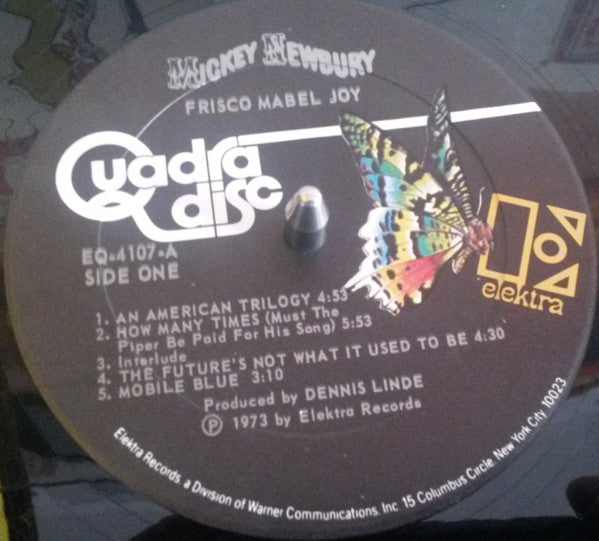 MICKEY NEWBURY
FRISCO MABEL JOY
Quadra
disc
EQ-4107-A
SIDE ONE
elektra
1. AN AMERICAN TRILOGY 4:53
2. HOW MANY TIMES (Must The
Piper Be Paid For His Song) 5:53
3. Interlude
4. THE FUTURE'S NOT WHAT IT USED TO BE 4:30
5. MOBILE BLUE 3:10
Produced by DENNIS LINDE
Ⓟ 1973 by Elektra Records
Elektra Records, a Division of Warner Communications, Inc 15 Columbus Circle, New York City 10023